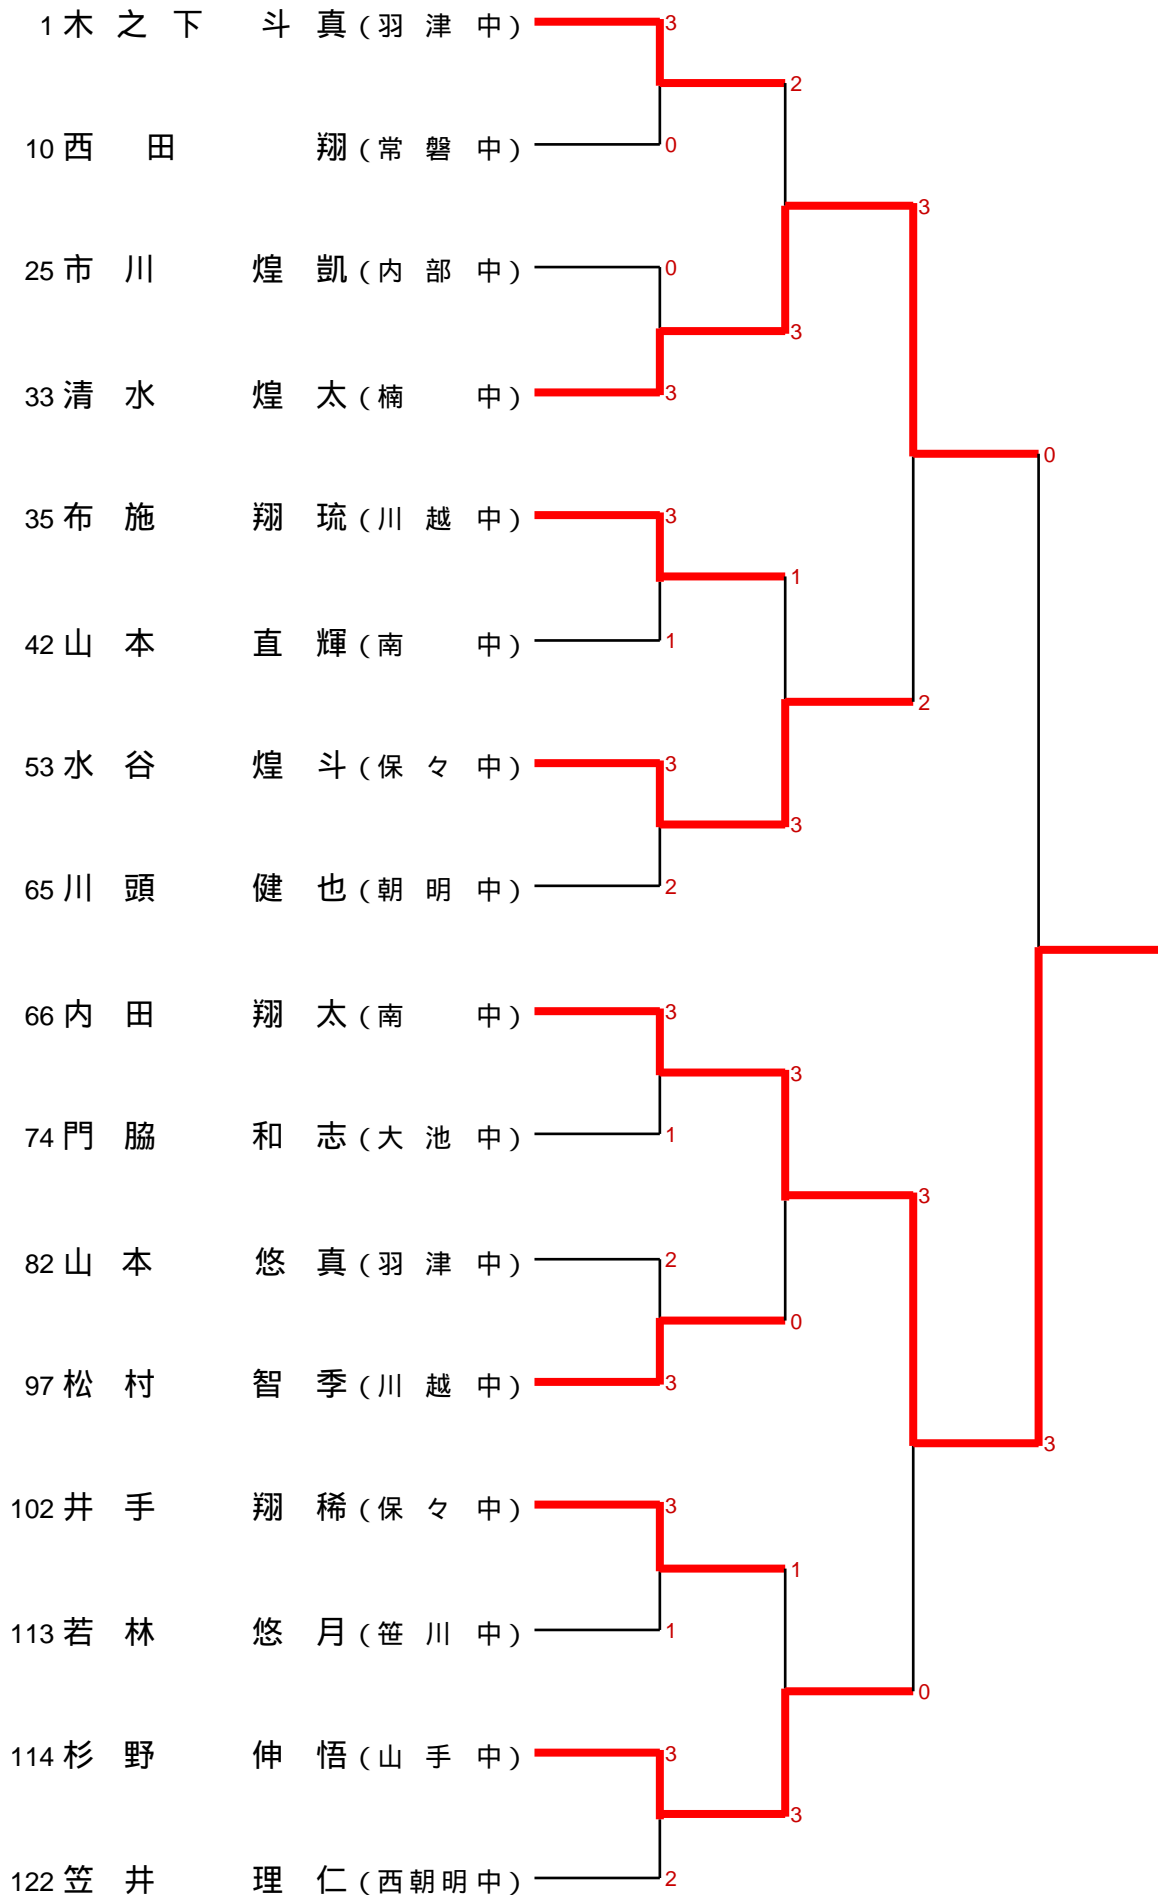 1 木之下 斗真 (羽津中) 3
2
10 西田 翔 (常磐中) 0
3
25 市川 煌凱 (内部中) 0
3
33 清水 煌太 (楠中) 3
0
35 布施 翔琉 (川越中) 3
1
42 山本 直輝 (南中) 1
2
53 水谷 煌斗 (保々中) 3
3
65 川頭 健也 (朝明中) 2
66 内田 翔太 (南中) 3
3
74 門脇 和志 (大池中) 1
3
82 山本 悠真 (羽津中) 2
0
97 松村 智季 (川越中) 3
3
102 井手 翔稀 (保々中) 3
1
113 若林 悠月 (笹川中) 1
0
114 杉野 伸悟 (山手中) 3
3
122 笠井 理仁 (西朝明中) 2